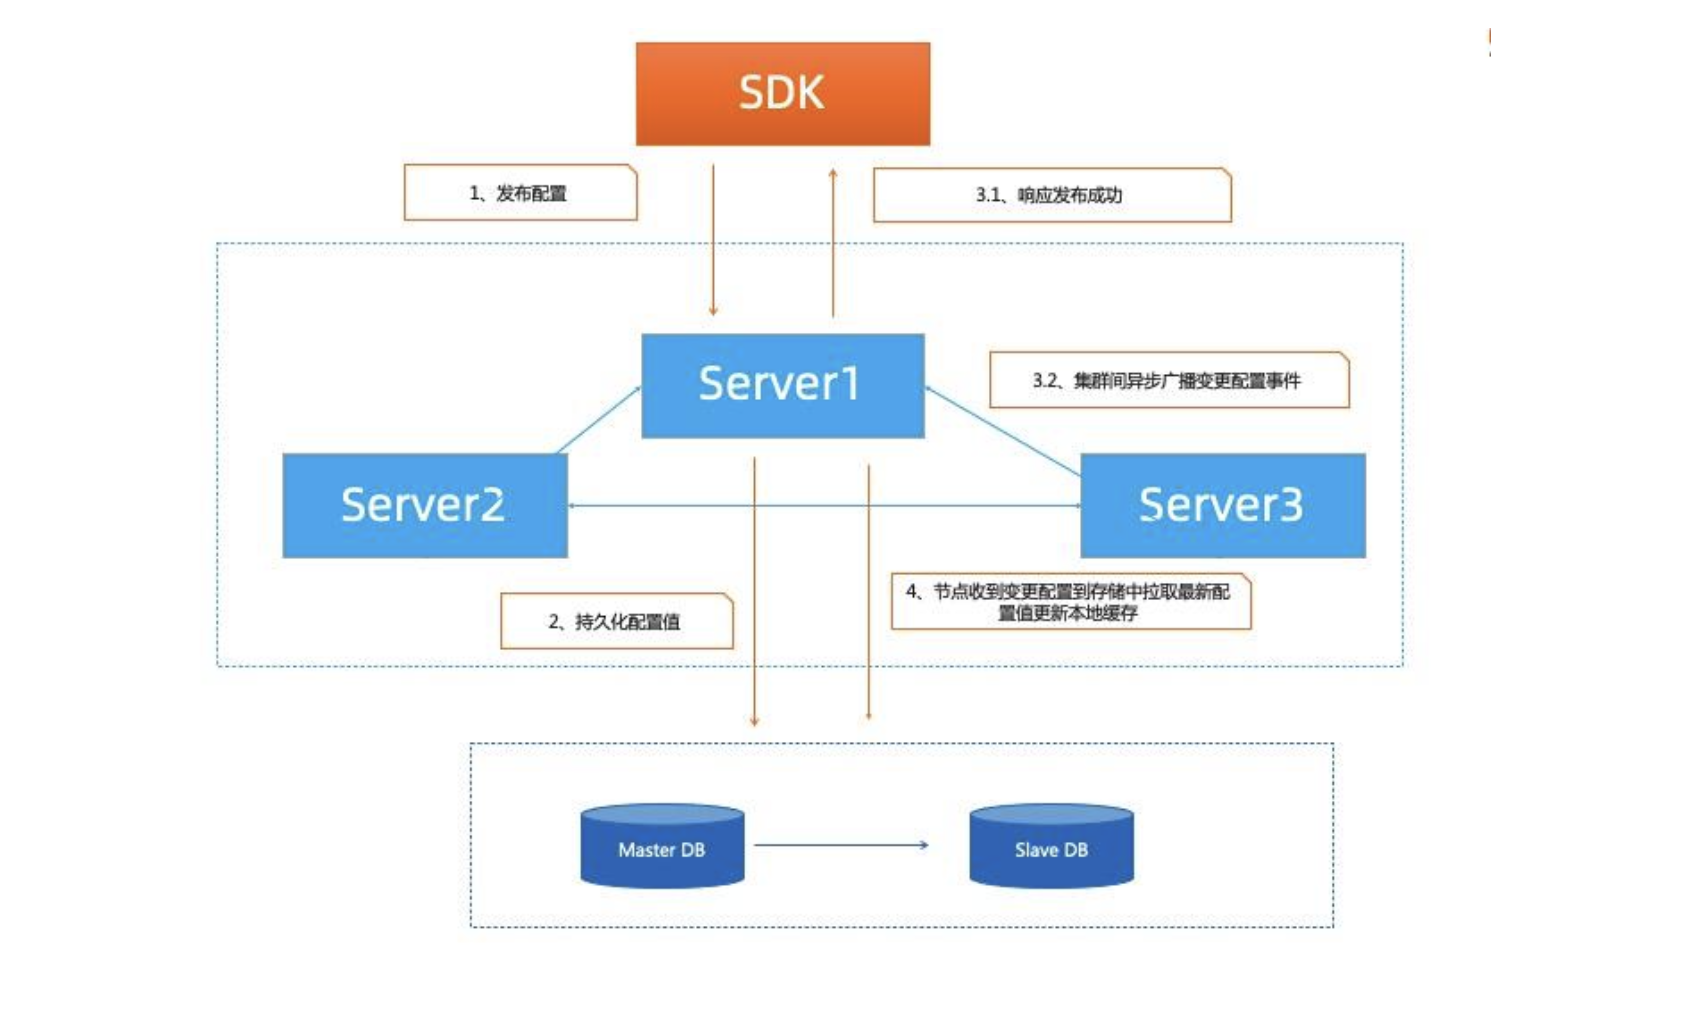 SDK
1、发布配置
3.1、响应发布成功
Server1
3.2、集群间异步广播变更配置事件
Server2
Server3
4、节点收到变更配置到存储中拉取最新配
置值更新本地缓存
2、持久化配置值
Master DB
Slave DB